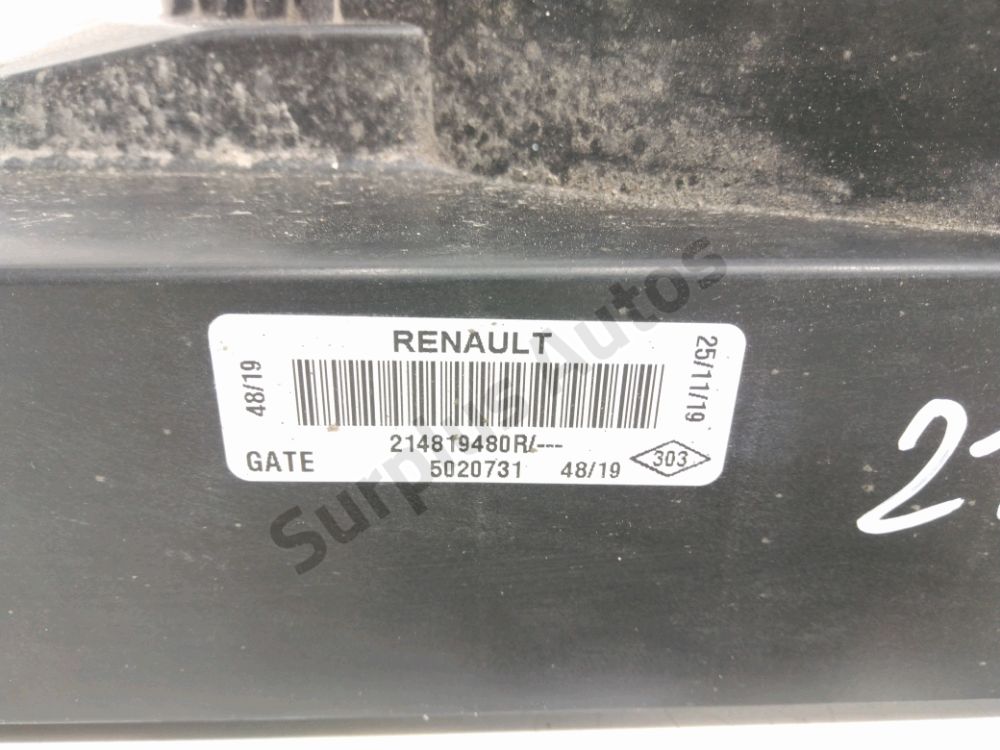 RENAULT
48/19
25/11/19
214819480R/---
GATE
5020731 48/19
303
Surplus Autos